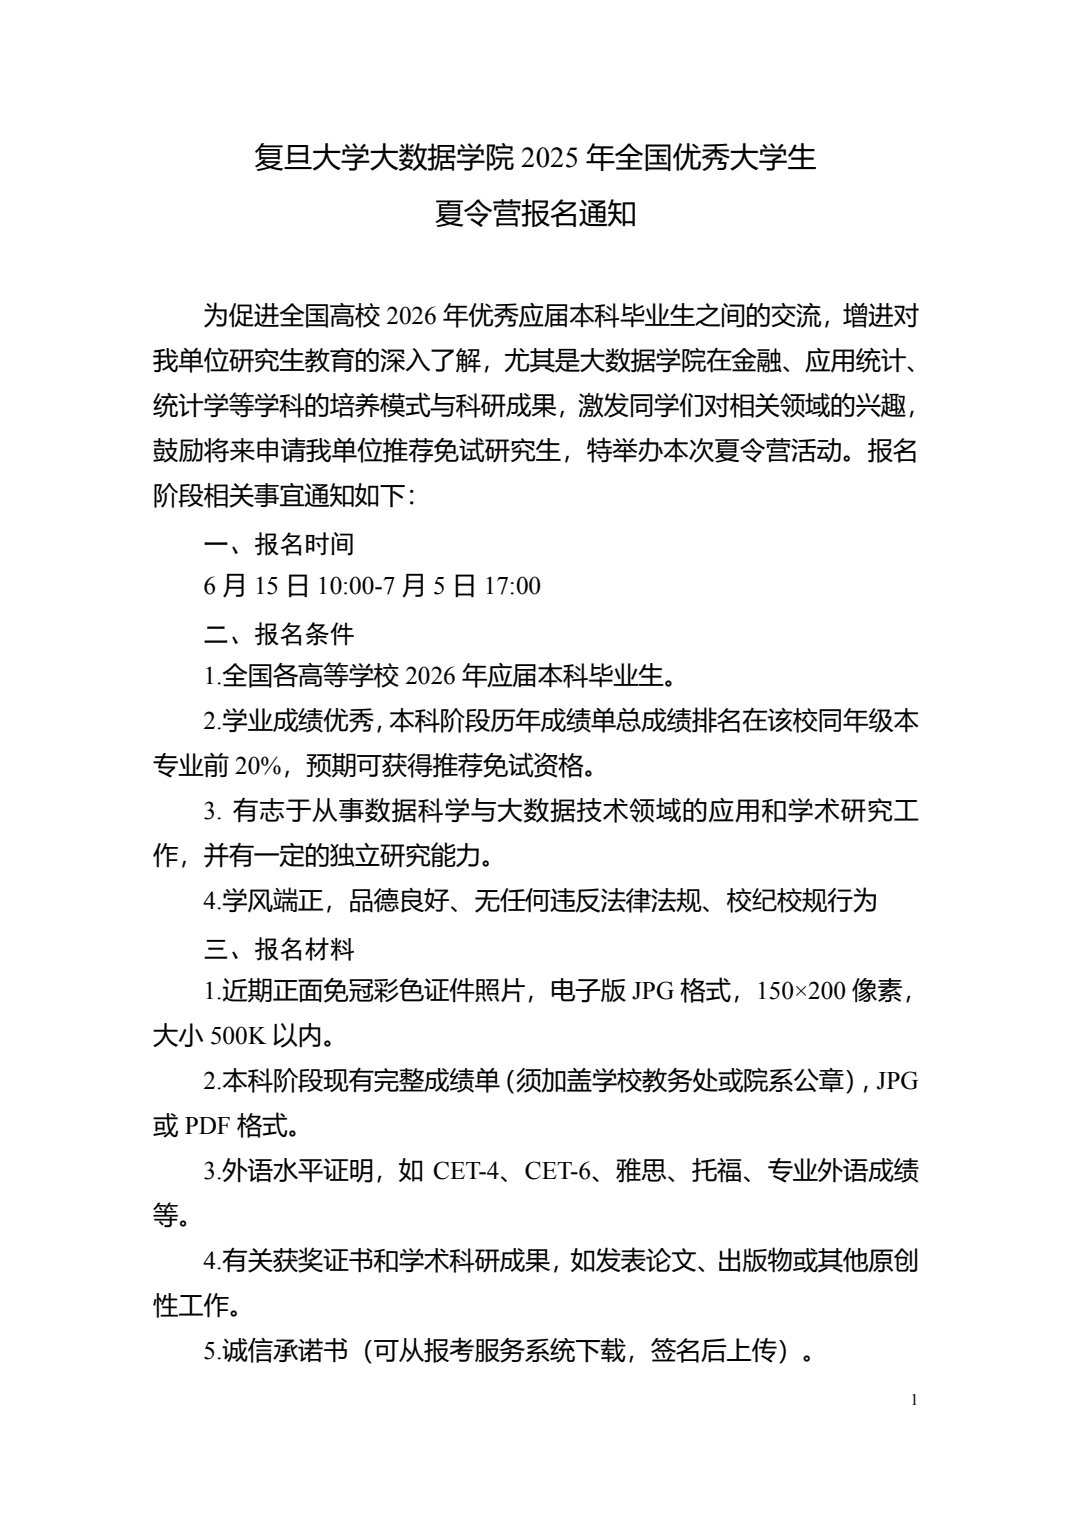 复旦大学大数据学院 2025 年全国优秀大学生
夏令营报名通知
为促进全国高校 2026 年优秀应届本科毕业生之间的交流，增进对
我单位研究生教育的深入了解，尤其是大数据学院在金融、应用统计、
统计学等学科的培养模式与科研成果，激发同学们对相关领域的兴趣，
鼓励将来申请我单位推荐免试研究生，特举办本次夏令营活动。报名
阶段相关事宜通知如下：
一、报名时间
6 月 15 日 10:00-7 月 5 日 17:00
二、报名条件
1.全国各高等学校 2026 年应届本科毕业生。
2.学业成绩优秀，本科阶段历年成绩单总成绩排名在该校同年级本
专业前 20%，预期可获得推荐免试资格。
3. 有志于从事数据科学与大数据技术领域的应用和学术研究工
作，并有一定的独立研究能力。
4.学风端正，品德良好、无任何违反法律法规、校纪校规行为
三、报名材料
1.近期正面免冠彩色证件照片，电子版 JPG 格式，150×200 像素，
大小 500K 以内。
2.本科阶段现有完整成绩单（须加盖学校教务处或院系公章），JPG
或 PDF 格式。
3.外语水平证明，如 CET-4、CET-6、雅思、托福、专业外语成绩
等。
4.有关获奖证书和学术科研成果，如发表论文、出版物或其他原创
性工作。
5.诚信承诺书（可从报考服务系统下载，签名后上传）。
1